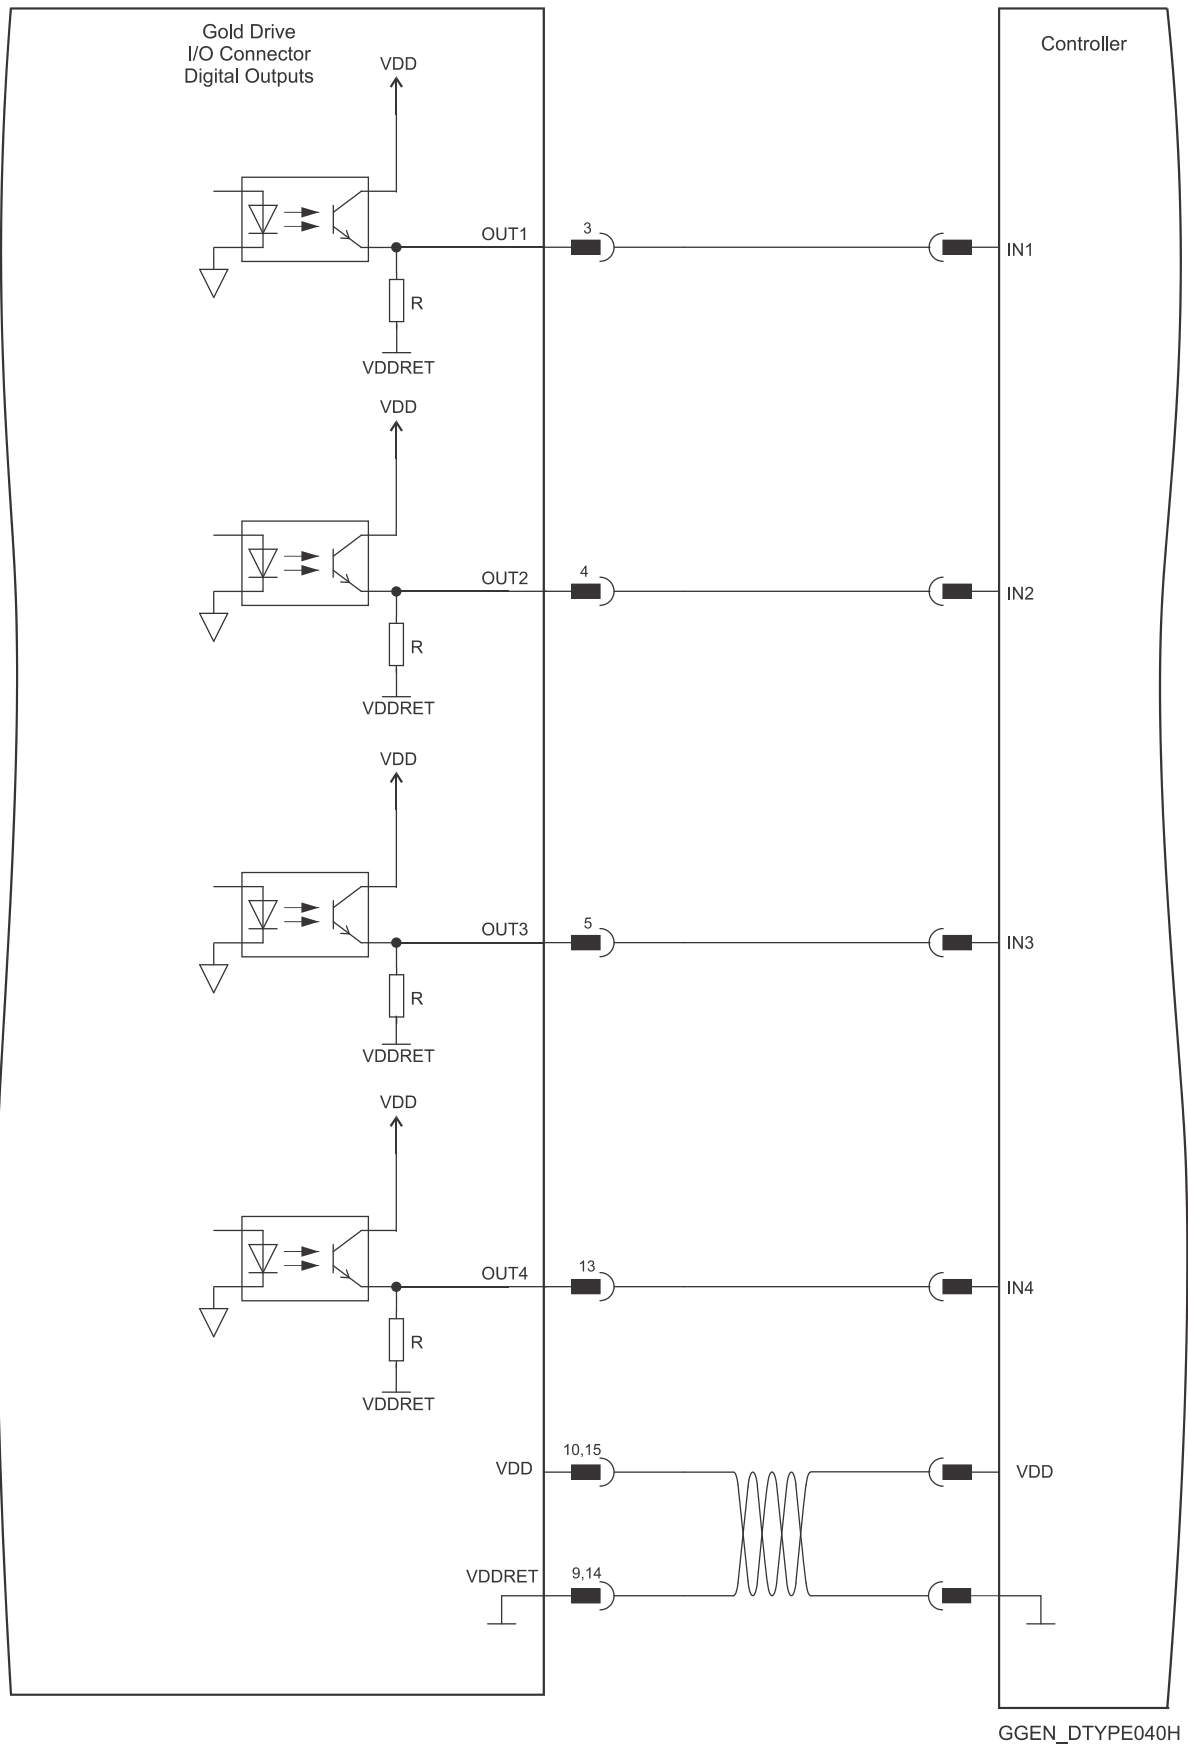 Gold Drive
I/O Connector
Digital Outputs
Controller
VDD
OUT1
3
IN1
R
VDDRET
VDD
OUT2
4
IN2
R
VDDRET
VDD
OUT3
5
IN3
R
VDDRET
VDD
OUT4
13
IN4
R
VDDRET
VDD
10,15
VDD
VDDRET
9,14
GGEN_DTYPE040H